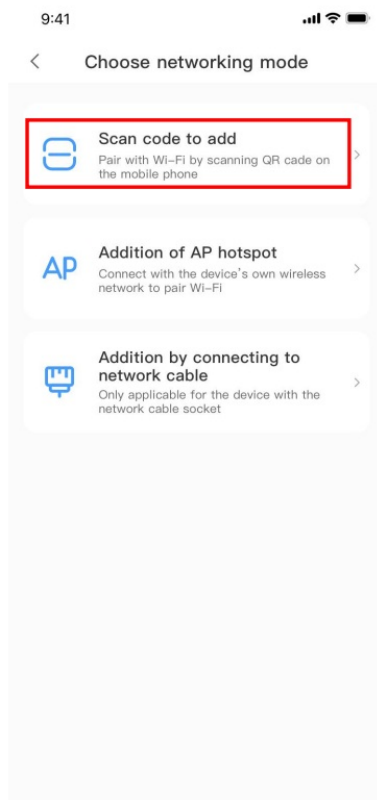 9:41
Choose networking mode
Scan code to add
Pair with Wi-Fi by scanning QR cade on
the mobile phone
AP
Addition of AP hotspot
Connect with the device's own wireless
network to pair Wi-Fi
Addition by connecting to
network cable
Only applicable for the device with the
network cable socket